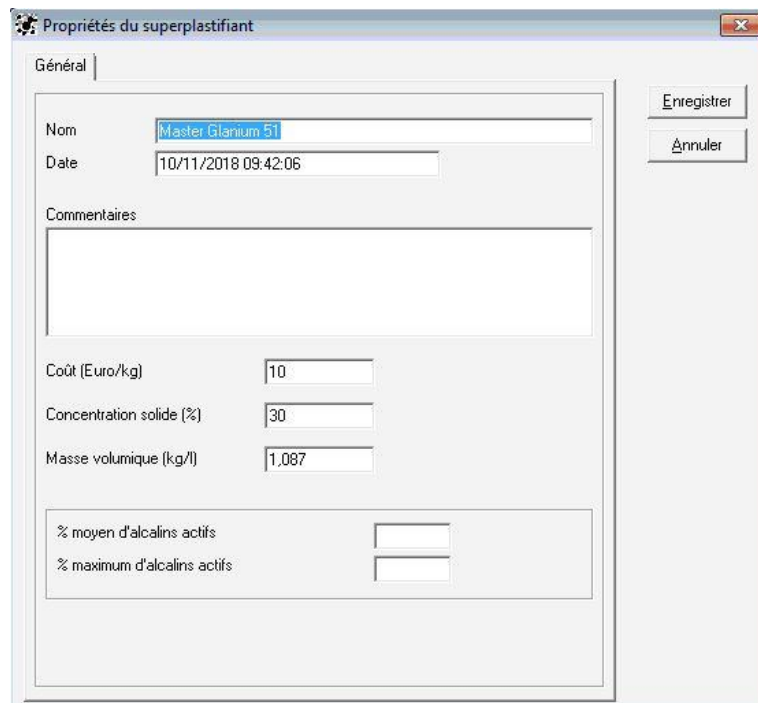 Propriétés du superplastifiant
Général
Enregistrer
Annuler
Nom Master Glanium 51
Date 10/11/2018 09:42:06
Commentaires
Coût (Euro/kg) 10
Concentration solide (%) 30
Masse volumique (kg/l) 1,087
% moyen d'alcalins actifs
% maximum d'alcalins actifs